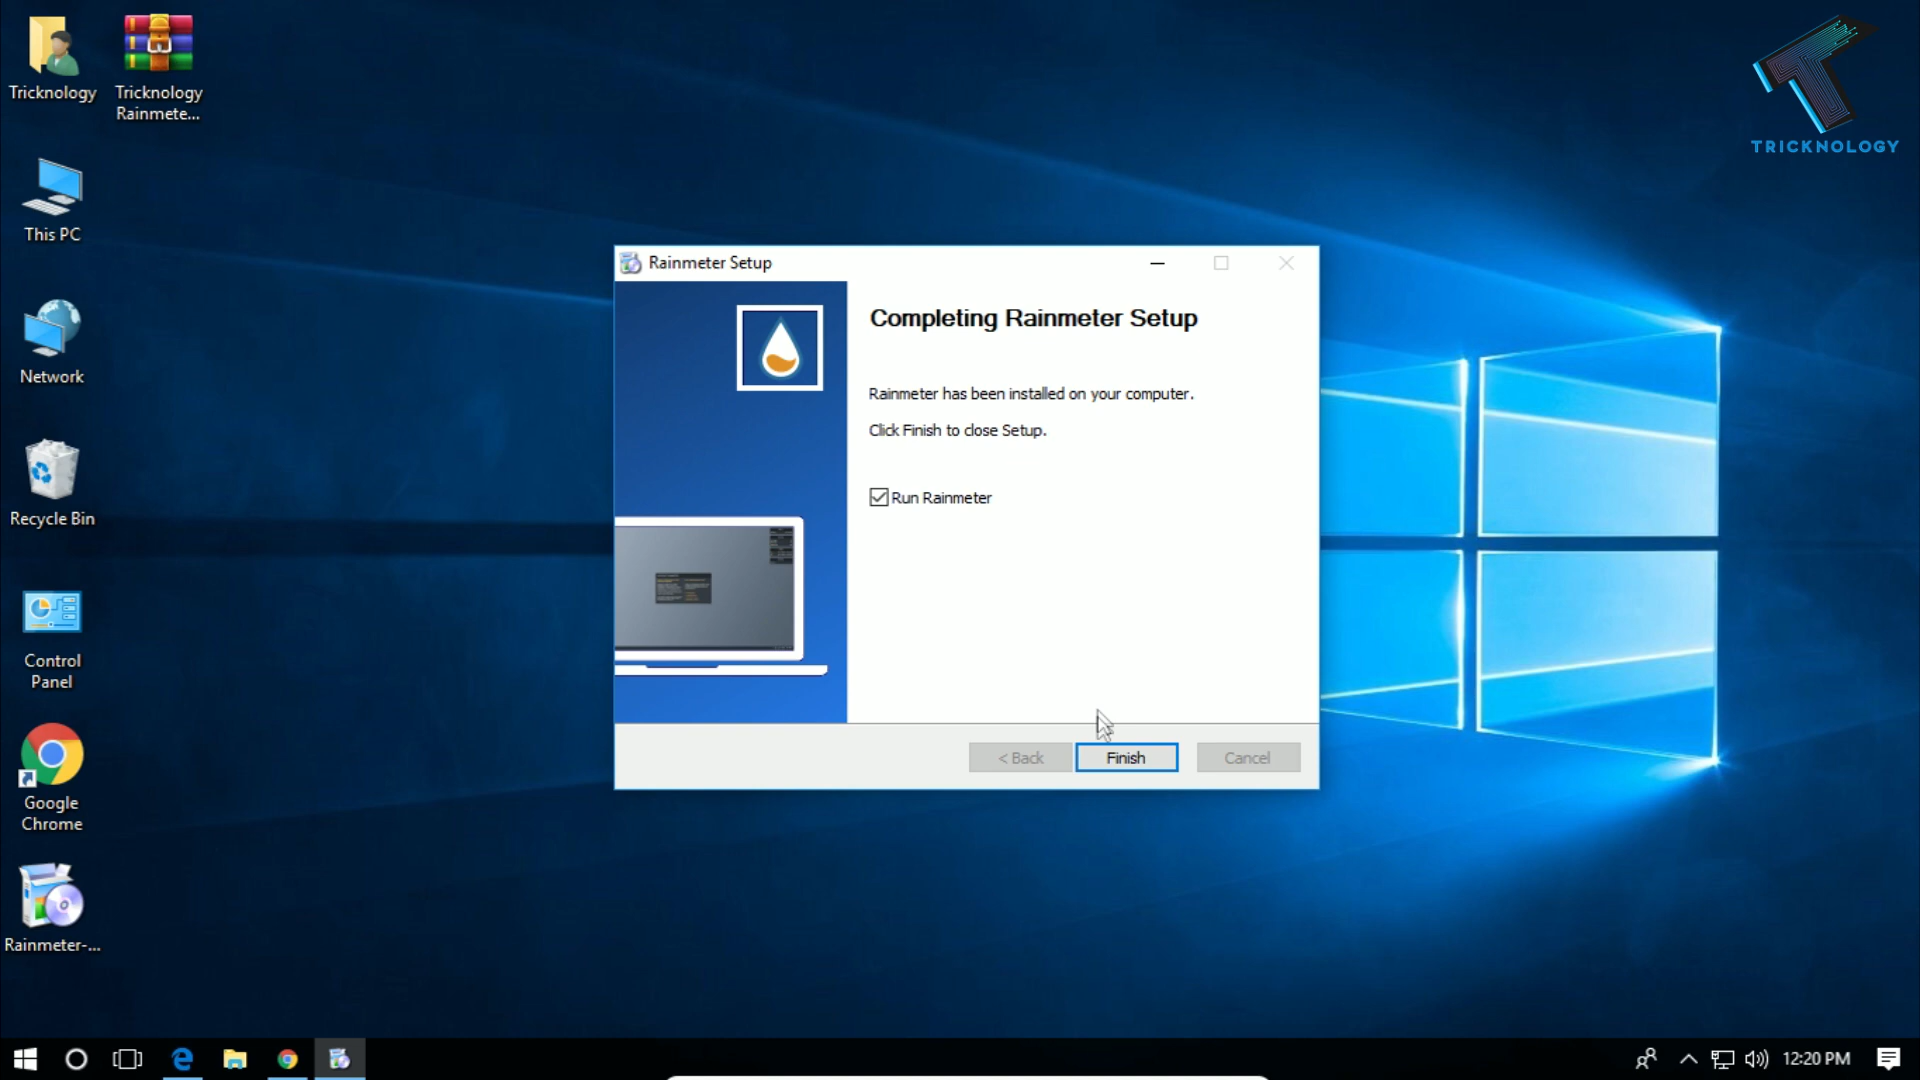 Tricknology
Tricknology
Rainmete...
TRICKNOLOGY
This PC
Network
Recycle Bin
Control
Panel
Google
Chrome
Rainmeter-...
Rainmeter Setup
Completing Rainmeter Setup
Rainmeter has been installed on your computer.
Click Finish to close Setup.
Run Rainmeter
< Back
Finish
Cancel
12:20 PM